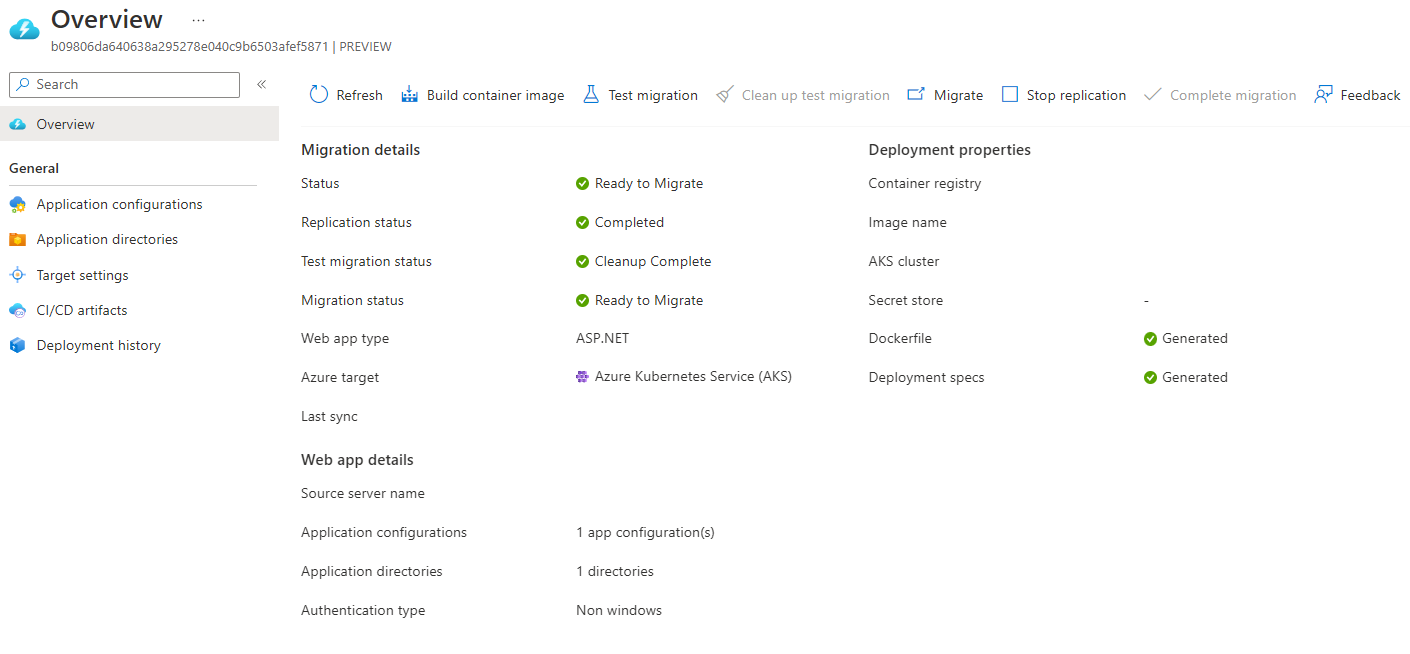 Overview ...
b09806da640638a295278e040c9b6503afef5871 | PREVIEW
Search «
Refresh Build container image Test migration Clean up test migration Migrate Stop replication Complete migration Feedback
Overview
General
Application configurations
Application directories
Target settings
CI/CD artifacts
Deployment history
Migration details
Status Ready to Migrate
Replication status Completed
Test migration status Cleanup Complete
Migration status Ready to Migrate
Web app type ASP.NET
Azure target Azure Kubernetes Service (AKS)
Last sync
Web app details
Source server name
Application configurations 1 app configuration(s)
Application directories 1 directories
Authentication type Non windows
Deployment properties
Container registry
Image name
AKS cluster
Secret store -
Dockerfile Generated
Deployment specs Generated